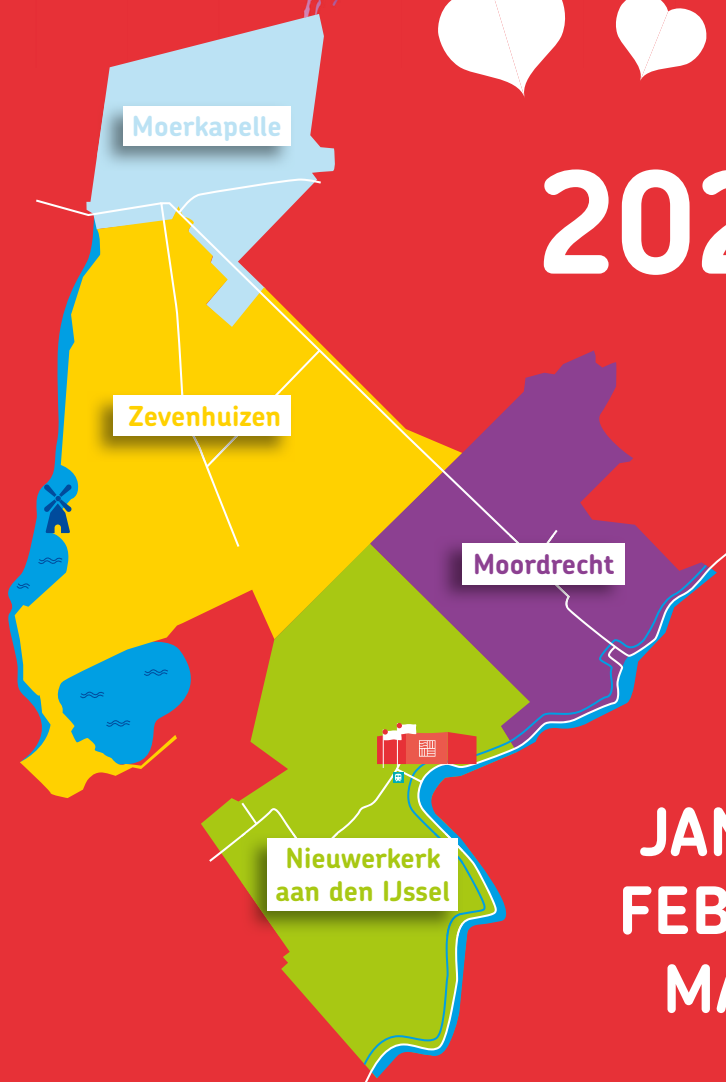 Moerkapelle
202
Zevenhuizen
Moordrecht
Nieuwerkerk
aan den IJssel
JAN
FEB
MA